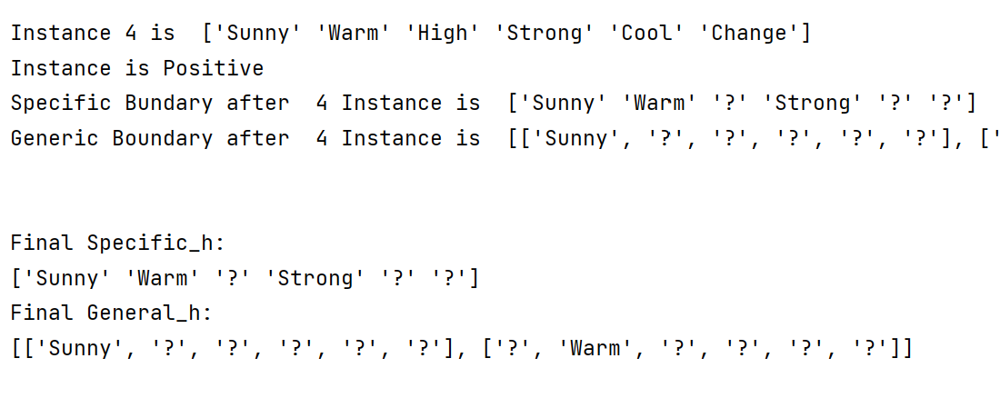 Instance 4 is  ['Sunny' 'Warm' 'High' 'Strong' 'Cool' 'Change']
Instance is Positive
Specific Bundary after  4 Instance is  ['Sunny' 'Warm' '?' 'Strong' '?' '?']
Generic Boundary after  4 Instance is  [['Sunny', '?', '?', '?', '?', '?'], ['
Final Specific_h:
['Sunny' 'Warm' '?' 'Strong' '?' '?']
Final General_h:
[['Sunny', '?', '?', '?', '?', '?'], ['?', 'Warm', '?', '?', '?', '?']]